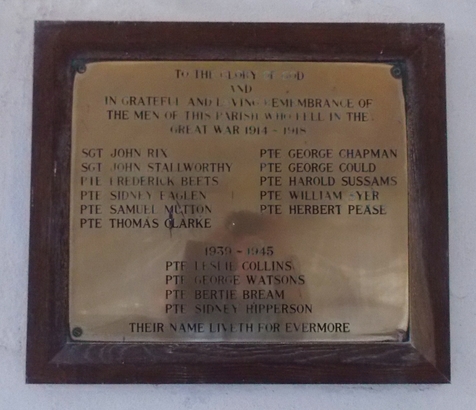 TO THE GLORY OF GOD
AND
IN GRATEFUL AND LOVING REMEMBRANCE OF
THE MEN OF THIS PARISH WHO FELL IN THE
GREAT WAR 1914 - 1918
SGT JOHN RIX
SGT JOHN STALLWORTHY
PTE FREDERICK BEETS
PTE SIDNEY EAGLEN
PTE SAMUEL MUTTON
PTE THOMAS CLARKE
PTE GEORGE CHAPMAN
PTE GEORGE GOULD
PTE HAROLD SUSSAMS
PTE WILLIAM
PTE HERBERT PEASE
1939 - 1945
PTE LESLIE COLLINS
PTE GEORGE WATSONS
PTE BERTIE BREAM
PTE SIDNEY HIPPERSON
THEIR NAME LIVETH FOR EVERMORE